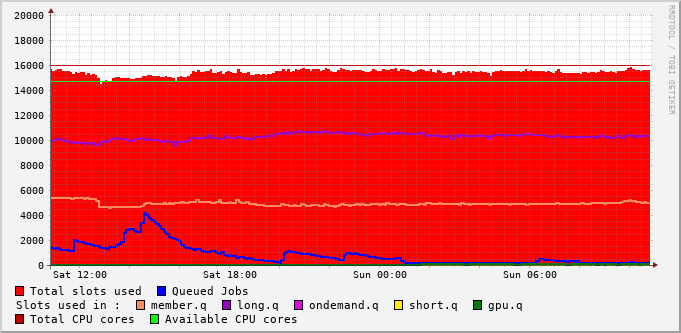 20000
18000
16000
14000
12000
10000
8000
6000
4000
2000
0
Sat 12:00 Sat 18:00 Sun 00:00 Sun 06:00
RRDTOOL / TOBI OETIKER
Total slots used Queued Jobs
Slots used in : member.q long.q ondemand.q short.q gpu.q
Total CPU cores Available CPU cores